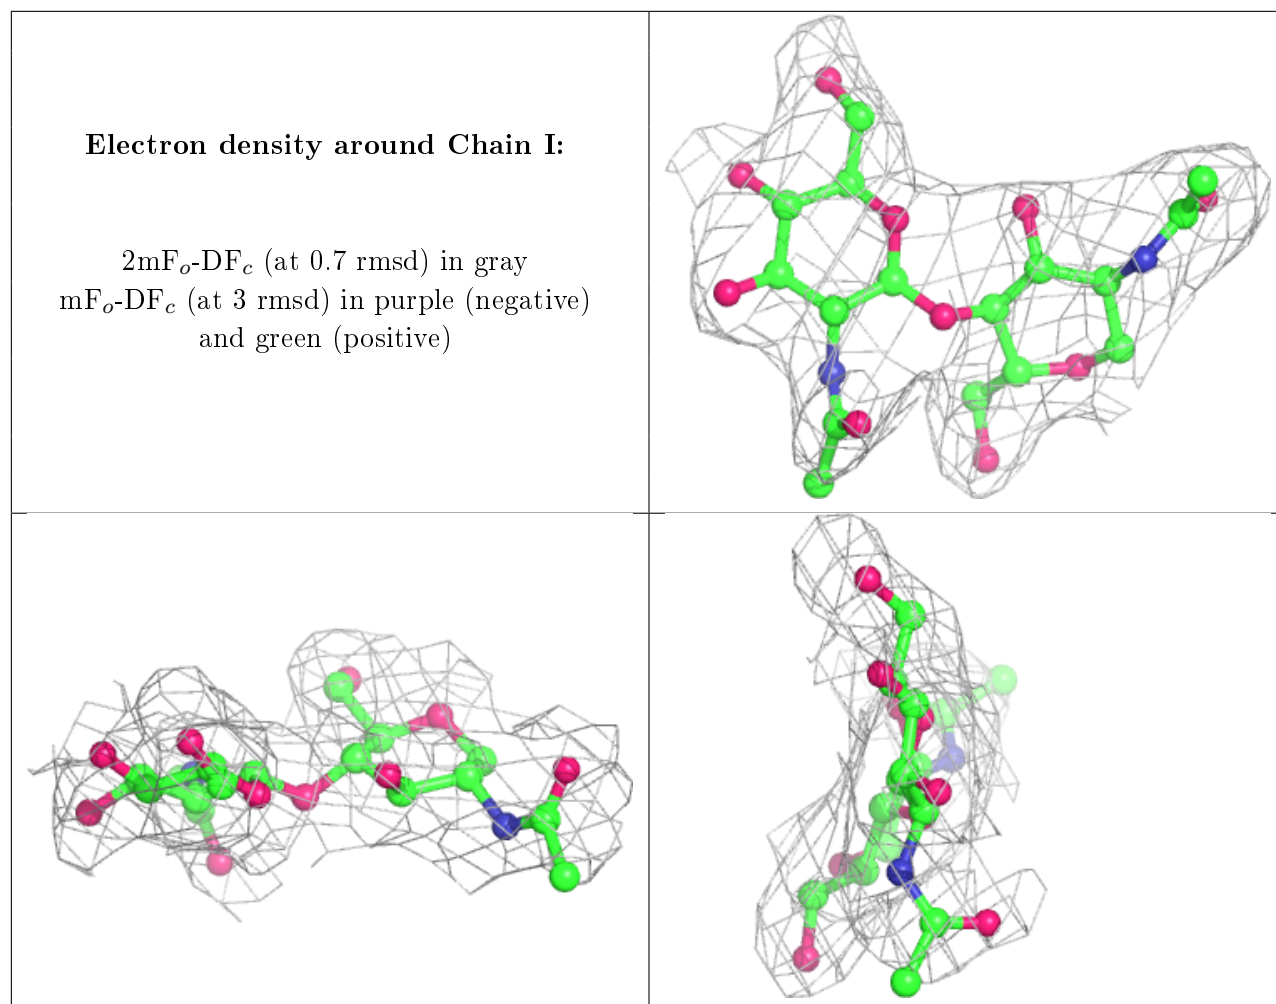 Electron density around Chain I:
2mFo-DFc (at 0.7 rmsd) in gray
mFo-DFc (at 3 rmsd) in purple (negative)
and green (positive)